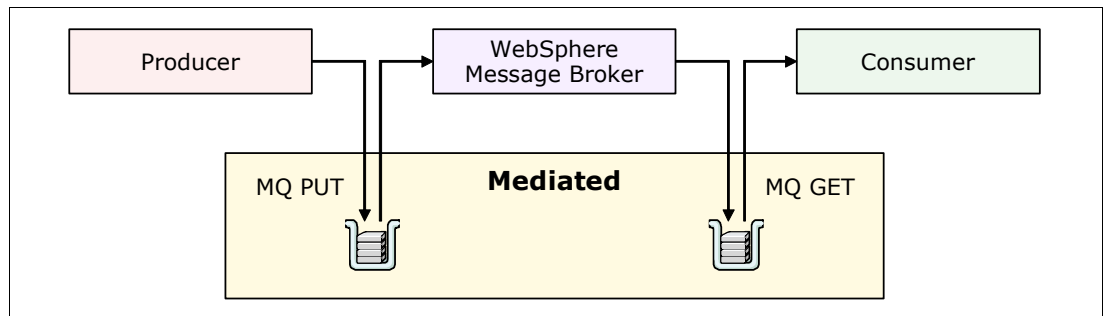 Producer
WebSphere
Message Broker
Consumer
MQ PUT
Mediated
MQ GET